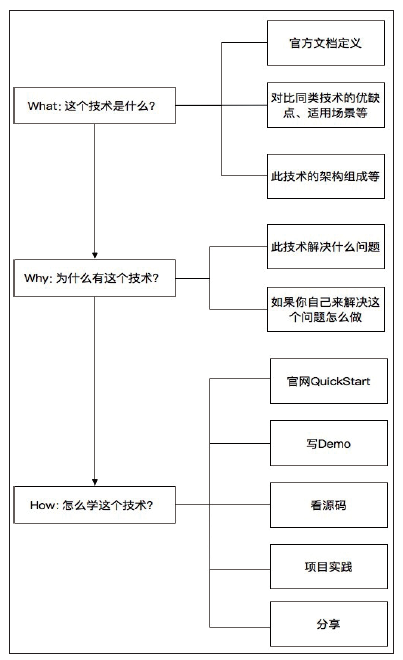 官方文档定义
What: 这个技术是什么?
对比同类技术的优缺
点、适用场景等
此技术的架构组成等
Why: 为什么有这个技术?
此技术解决什么问题
如果你自己来解决这
个问题怎么做
How: 怎么学这个技术?
官网QuickStart
写Demo
看源码
项目实践
分享